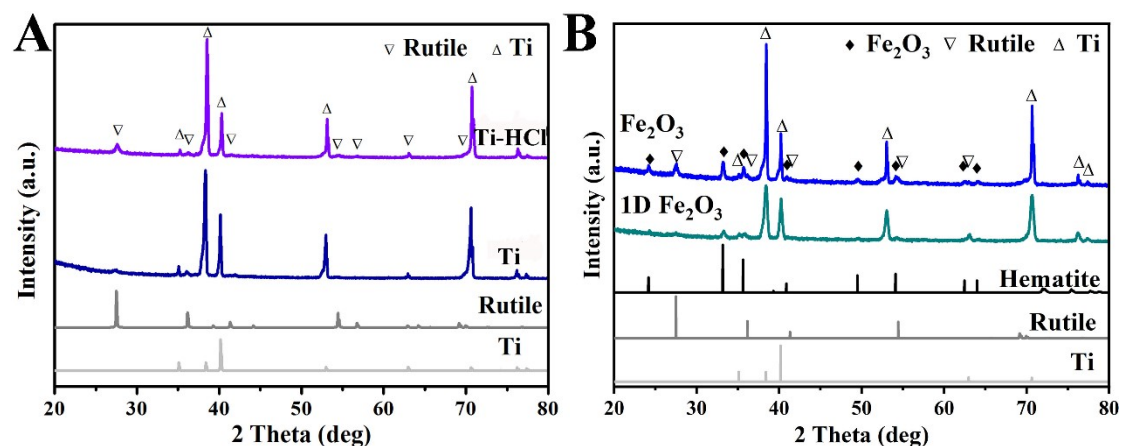 A
▽ Rutile △ Ti
Ti-HCl
Ti
Rutile
Ti
Intensity (a.u.)
20 30 40 50 60 70 80
2 Theta (deg)
B
♦ Fe₂O₃ ▽ Rutile △ Ti
Fe₂O₃
1D Fe₂O₃
Hematite
Rutile
Ti
Intensity (a.u.)
20 30 40 50 60 70 80
2 Theta (deg)